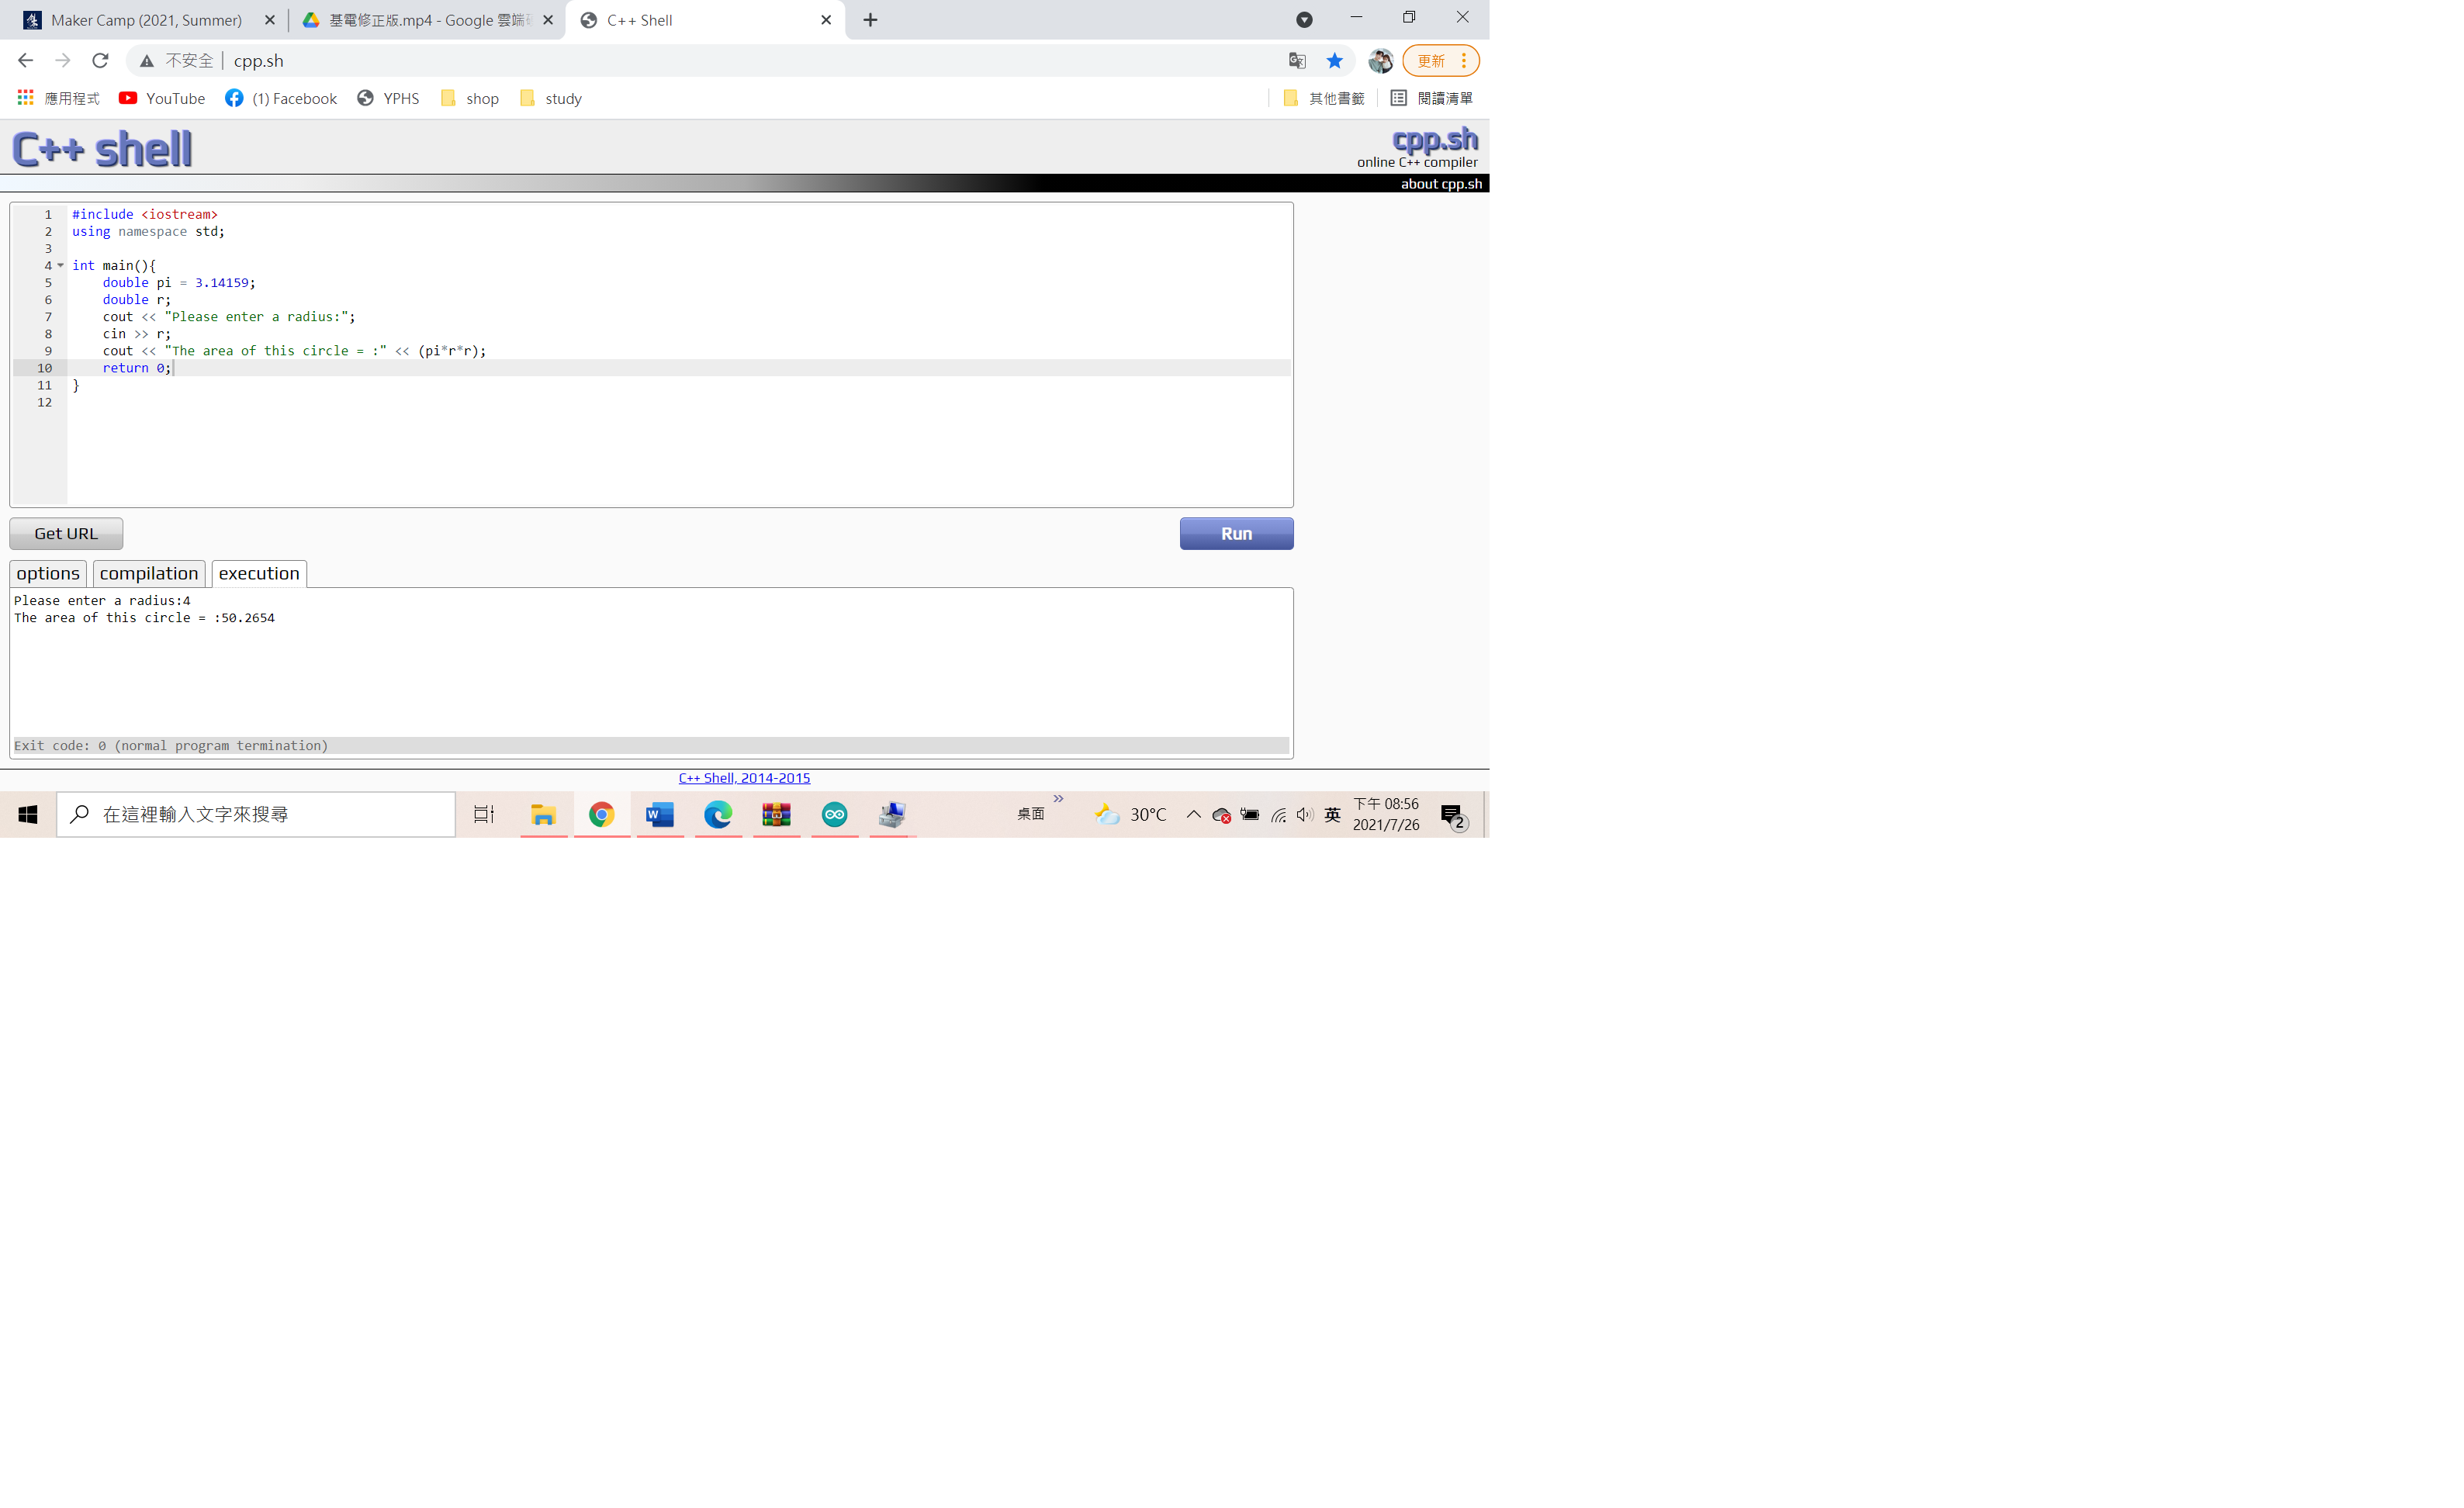 Maker Camp (2021, Summer)
基電修正版.mp4 - Google 雲端
C++ Shell
不安全 | cpp.sh
更新
應用程式 YouTube (1) Facebook YPHS shop study 其他書籤 閱讀清單
C++ shell
cpp.sh
online C++ compiler
about cpp.sh
1 #include <iostream>
2 using namespace std;
3
4 int main(){
5 double pi = 3.14159;
6 double r;
7 cout << "Please enter a radius:";
8 cin >> r;
9 cout << "The area of this circle = :" << (pi*r*r);
10 return 0;
11 }
12
Get URL
Run
options compilation execution
Please enter a radius:4
The area of this circle = :50.2654
Exit code: 0 (normal program termination)
C++ Shell, 2014-2015
在這裡輸入文字來搜尋
桌面
30°C
英
下午 08:56
2021/7/26
2